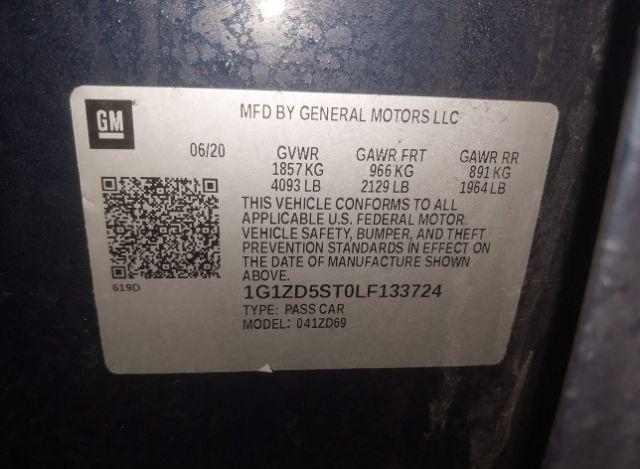 GM
MFD BY GENERAL MOTORS LLC
06/20 GVWR GAWR FRT GAWR RR
1857 KG 966 KG 891 KG
4093 LB 2129 LB 1964 LB
THIS VEHICLE CONFORMS TO ALL
APPLICABLE U.S. FEDERAL MOTOR
VEHICLE SAFETY, BUMPER, AND THEFT
PREVENTION STANDARDS IN EFFECT ON
THE DATE OF MANUFACTURE SHOWN
ABOVE.
619D
1G1ZD5ST0LF133724
TYPE: PASS CAR
MODEL: 041ZD69